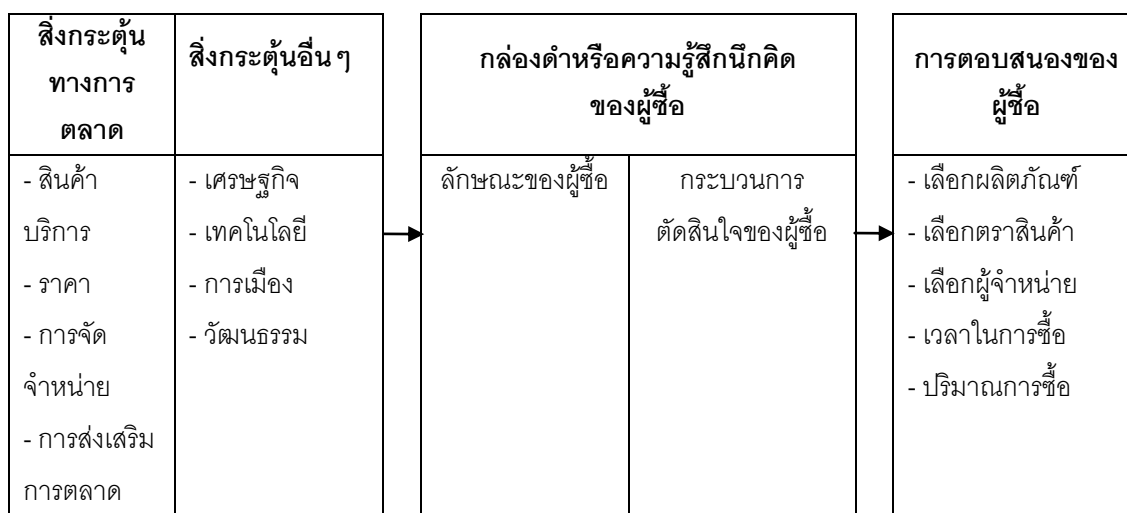 สิ่งกระตุ้น
ทางการ
ตลาด
สิ่งกระตุ้นอื่น ๆ
กล่องดำหรือความรู้สึกนึกคิด
ของผู้ซื้อ
การตอบสนองของ
ผู้ซื้อ
- สินค้า
บริการ
- ราคา
- การจัด
จำหน่าย
- การส่งเสริม
การตลาด
- เศรษฐกิจ
- เทคโนโลยี
- การเมือง
- วัฒนธรรม
ลักษณะของผู้ซื้อ
กระบวนการ
ตัดสินใจของผู้ซื้อ
- เลือกผลิตภัณฑ์
- เลือกตราสินค้า
- เลือกผู้จำหน่าย
- เวลาในการซื้อ
- ปริมาณการซื้อ